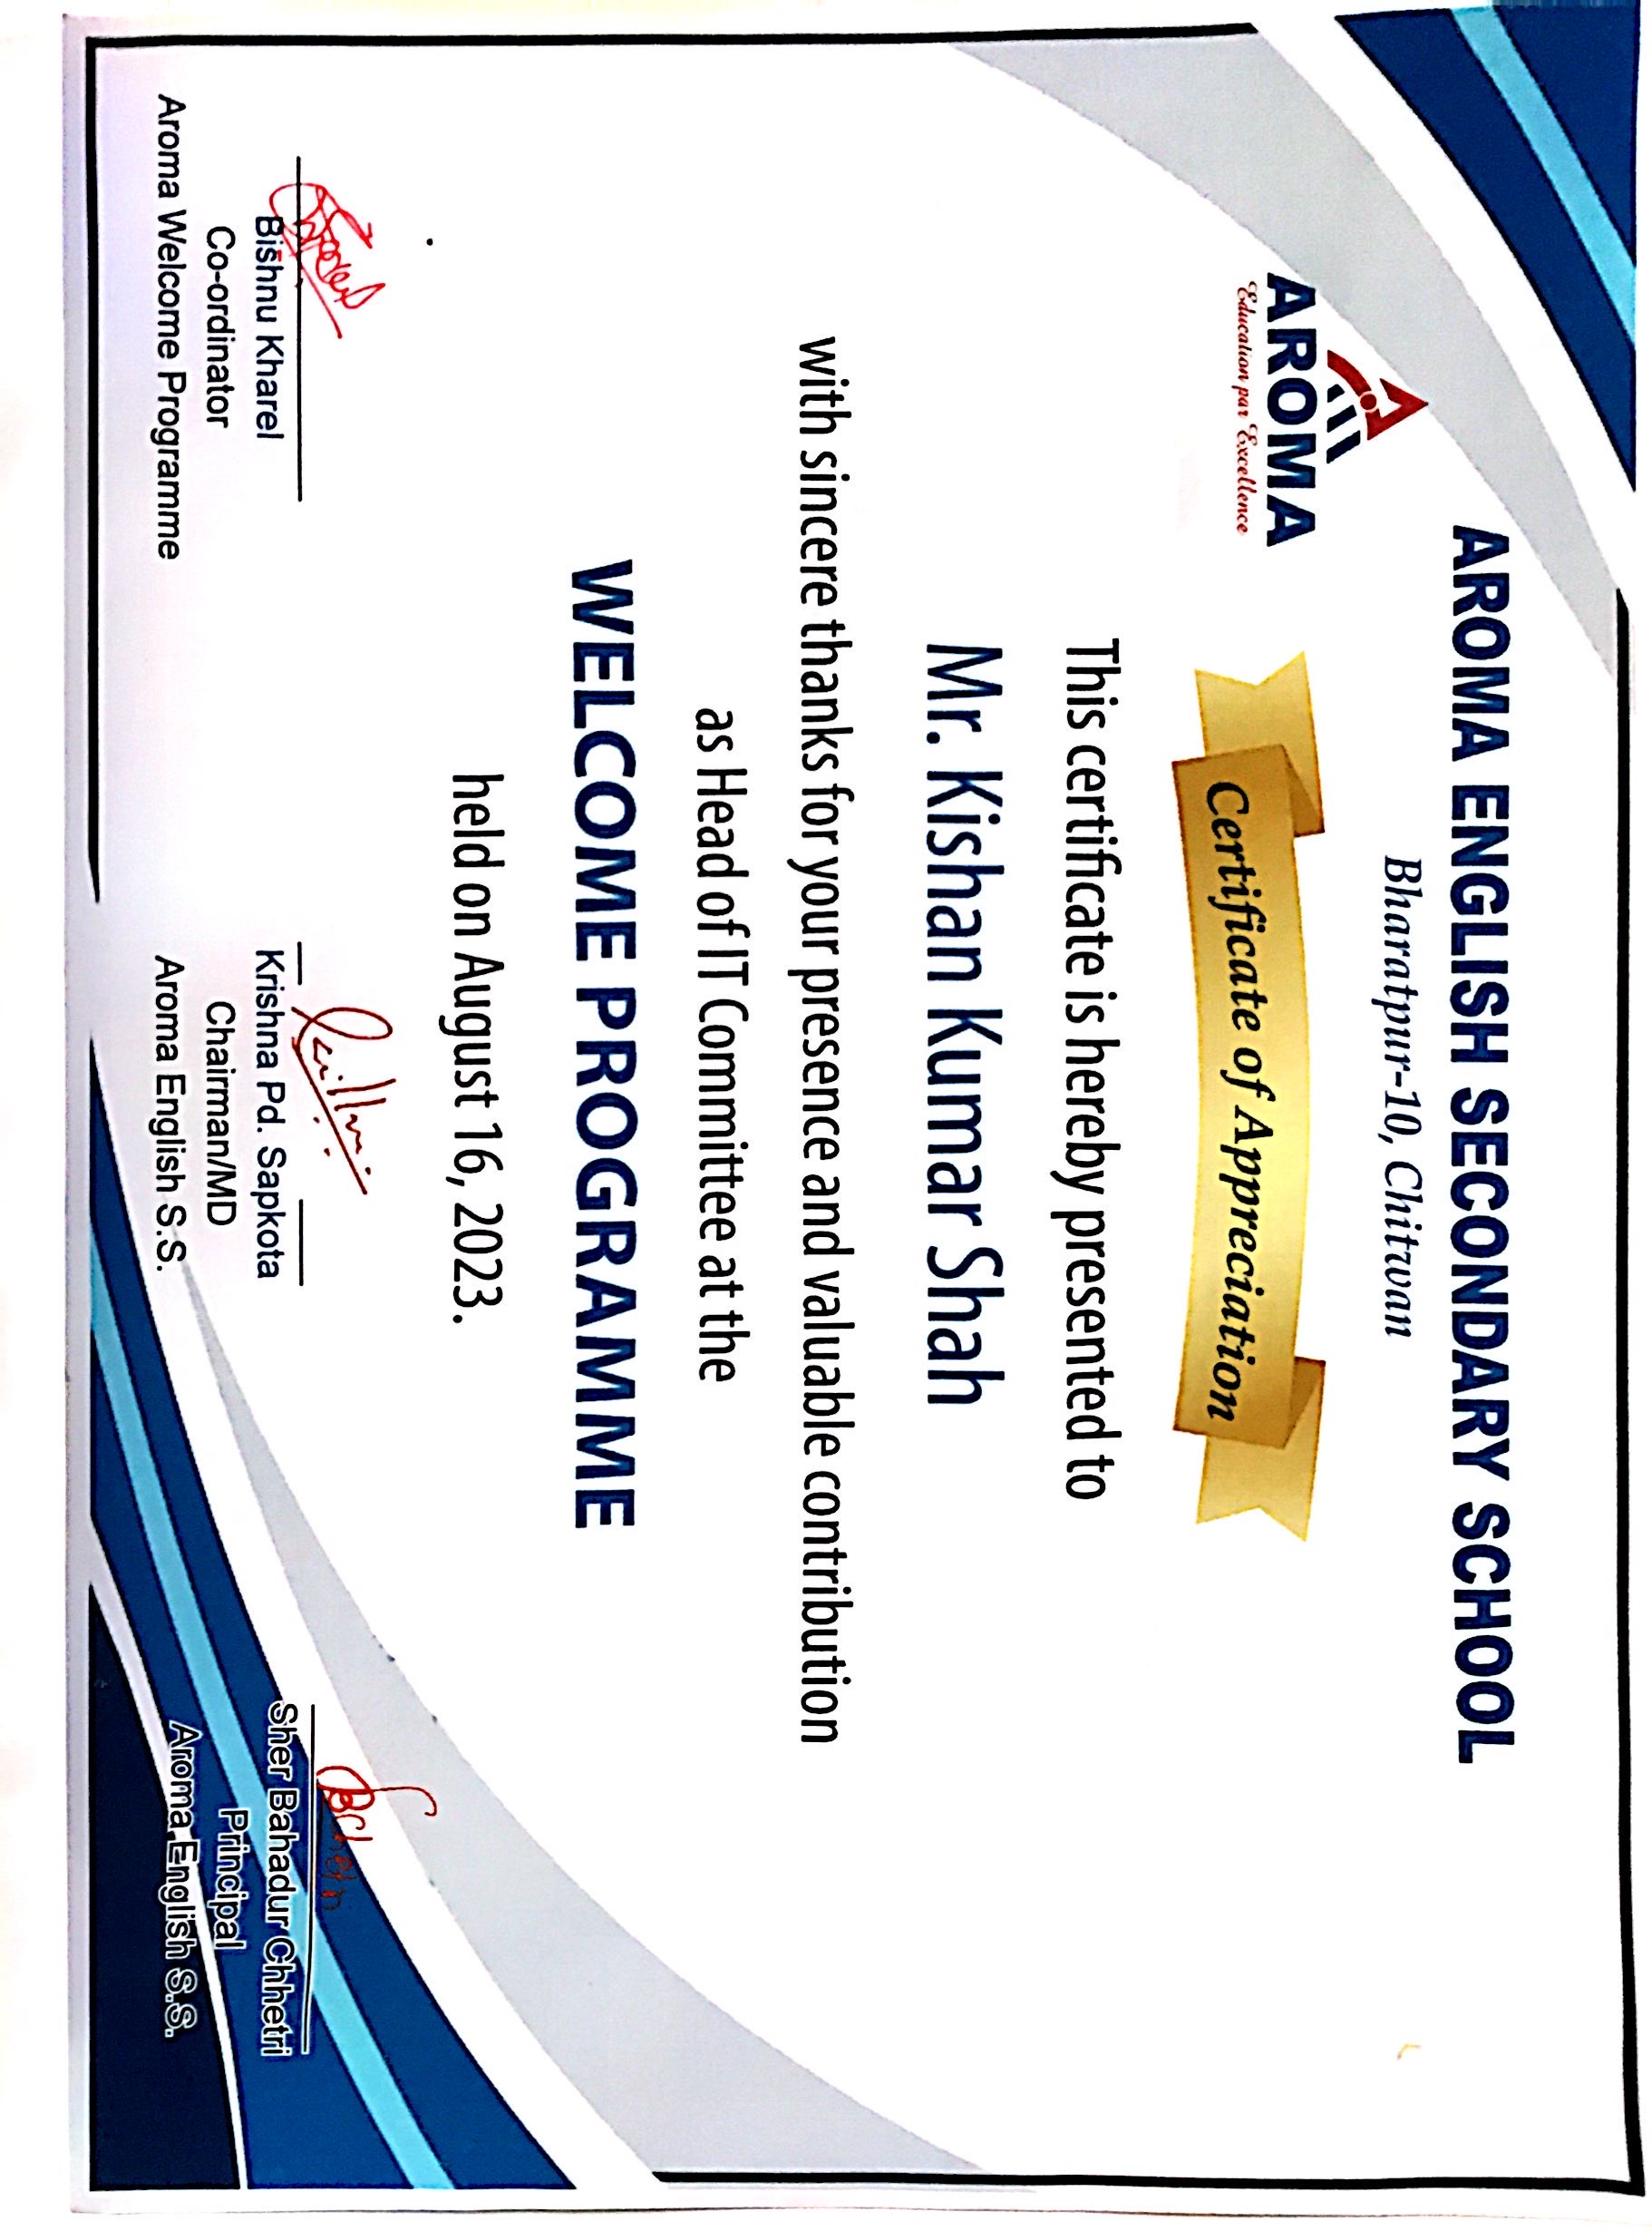 AROMA ENGLISH SECONDARY SCHOOL
Bharatpur-10, Chitwan
AROMA
Education par Excellence
Certificate of Appreciation
This certificate is hereby presented to
Mr. Kishan Kumar Shah
with sincere thanks for your presence and valuable contribution
as Head of IT Committee at the
WELCOME PROGRAMME
held on August 16, 2023.
Bishnu Kharel
Co-ordinator
Aroma Welcome Programme
Krishna Pd. Sapkota
Chairman/MD
Aroma English S.S.
Sher Bahadur Chhetri
Principal
Aroma English S.S.